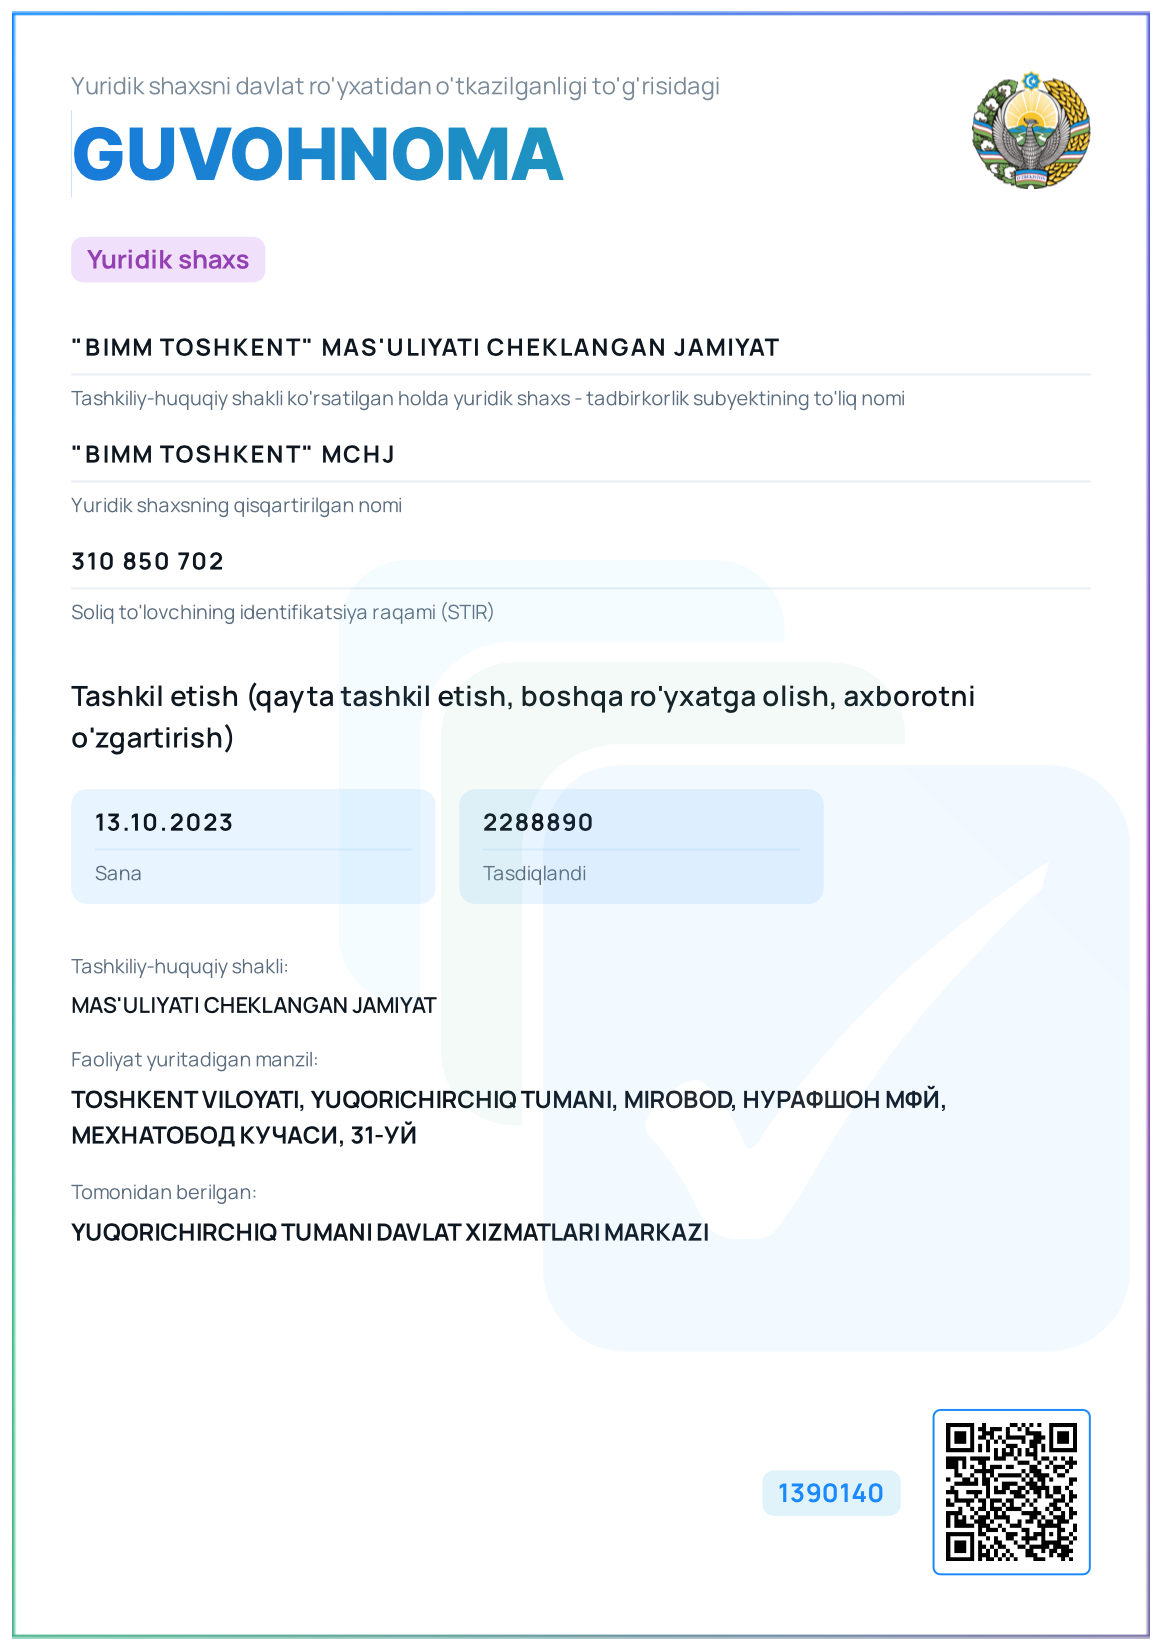 Yuridik shaxsni davlat ro'yxatidan o'tkazilganligi to'g'risidagi
GUVOHNOMA
Yuridik shaxs
"BIMM TOSHKENT" MAS'ULIYATI CHEKLANGAN JAMIYAT
Tashkiliy-huquqiy shakli ko'rsatilgan holda yuridik shaxs - tadbirkorlik subyektining to'liq nomi
"BIMM TOSHKENT" MCHJ
Yuridik shaxsning qisqartirilgan nomi
310 850 702
Soliq to'lovchining identifikatsiya raqami (STIR)
Tashkil etish (qayta tashkil etish, boshqa ro'yxatga olish, axborotni
o'zgartirish)
13.10.2023
Sana
2288890
Tasdiqlandi
Tashkiliy-huquqiy shakli:
MAS'ULIYATI CHEKLANGAN JAMIYAT
Faoliyat yuritadigan manzil:
TOSHKENT VILOYATI, YUQORICHIRCHIQ TUMANI, MIROBOD, НУРАФШОН МФЙ,
МЕХНАТОБОД КУЧАСИ, 31-УЙ
Tomonidan berilgan:
YUQORICHIRCHIQ TUMANI DAVLAT XIZMATLARI MARKAZI
1390140